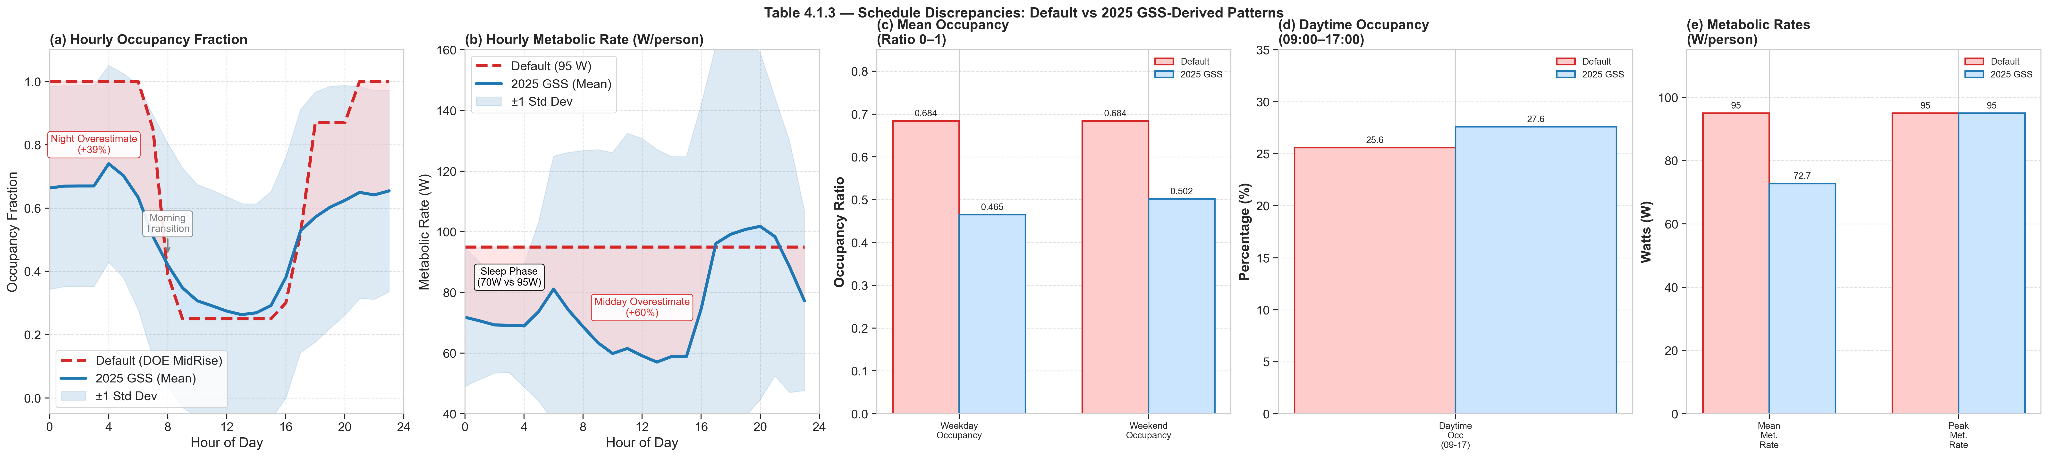 Table 4.1.3 — Schedule Discrepancies: Default vs 2025 GSS-Derived Patterns
(a) Hourly Occupancy Fraction
Occupancy Fraction
1.0
0.8
0.6
0.4
0.2
0.0
Night Overestimate
(+39%)
Morning
Transition
Default (DOE MidRise)
2025 GSS (Mean)
±1 Std Dev
0 4 8 12 16 20 24
Hour of Day
(b) Hourly Metabolic Rate (W/person)
Metabolic Rate (W)
160
140
120
100
80
60
40
Default (95 W)
2025 GSS (Mean)
±1 Std Dev
Sleep Phase
(70W vs 95W)
Midday Overestimate
(+60%)
0 4 8 12 16 20 24
Hour of Day
(c) Mean Occupancy
(Ratio 0–1)
Occupancy Ratio
0.8
0.7
0.6
0.5
0.4
0.3
0.2
0.1
0.0
Default
2025 GSS
0.684
0.465
0.684
0.502
Weekday
Occupancy
Weekend
Occupancy
(d) Daytime Occupancy
(09:00–17:00)
Percentage (%)
35
30
25
20
15
10
5
0
Default
2025 GSS
25.6
27.6
Daytime
Occ
(09-17)
(e) Metabolic Rates
(W/person)
Watts (W)
100
80
60
40
20
0
Default
2025 GSS
95
72.7
95
95
Mean
Met.
Rate
Peak
Met.
Rate